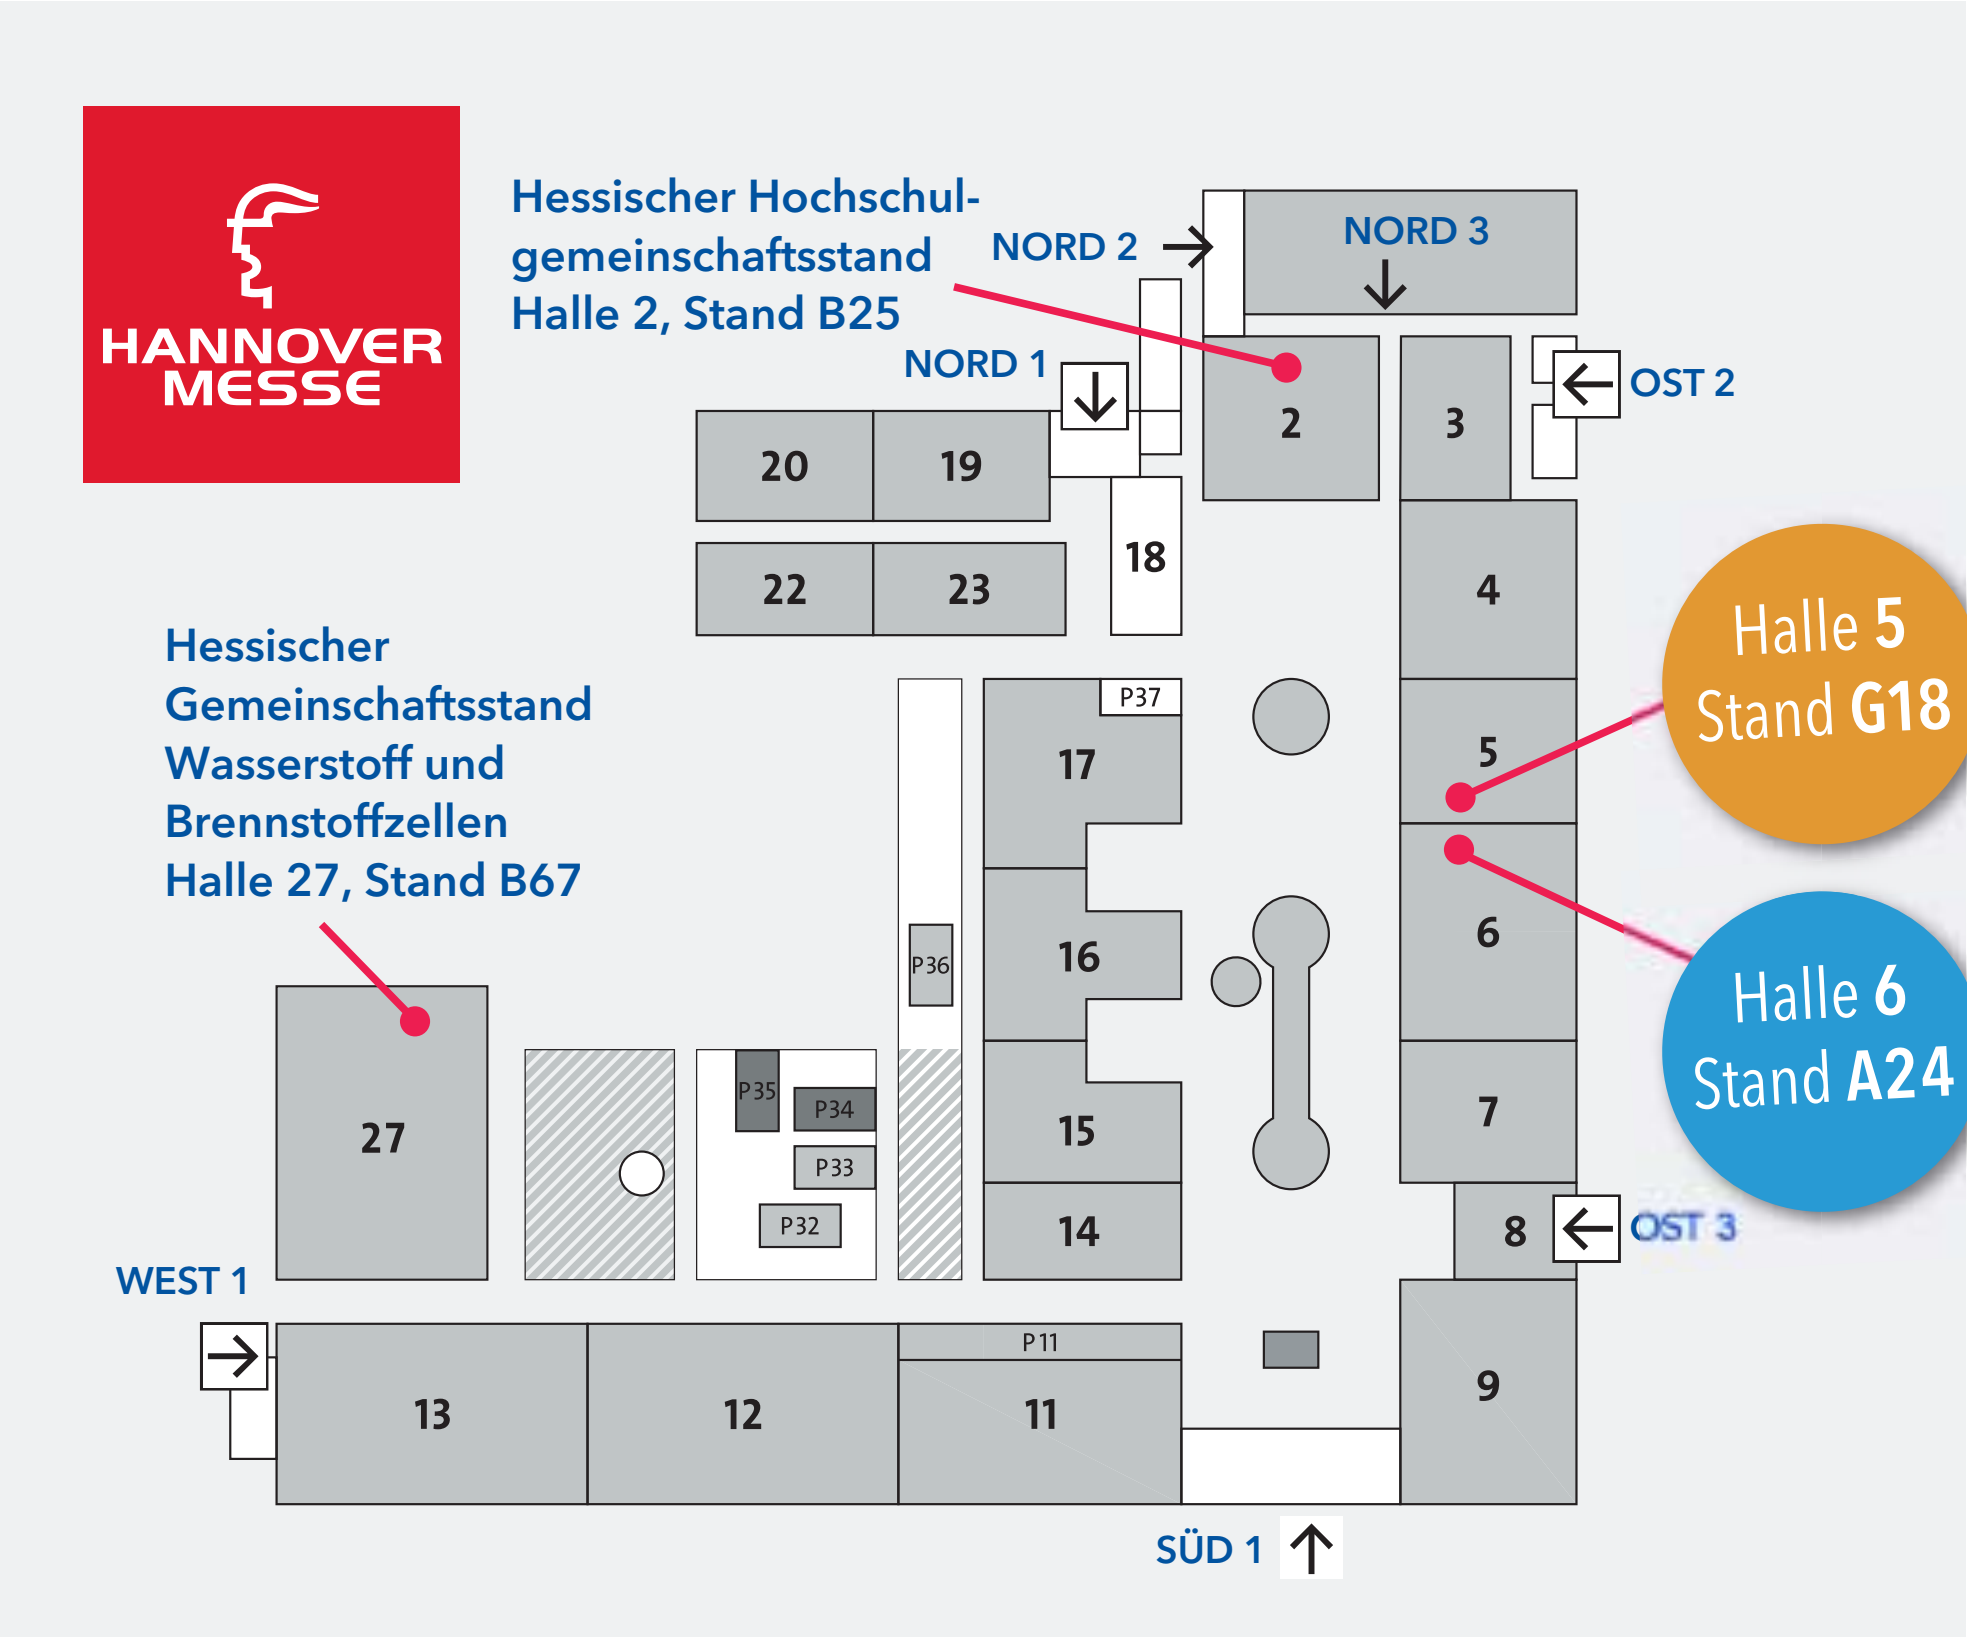 HANNOVER
MESSE
Hessischer Hochschul-
gemeinschaftsstand
Halle 2, Stand B25
NORD 2
NORD 3
NORD 1
OST 2
2
3
20
19
18
22
23
4
Halle 5
Stand G18
Hessischer
Gemeinschaftsstand
Wasserstoff und
Brennstoffzellen
Halle 27, Stand B67
P37
17
5
6
P36
16
Halle 6
Stand A24
27
P35
P34
P33
P32
15
7
14
8
OST 3
WEST 1
13
12
P11
11
9
SÜD 1